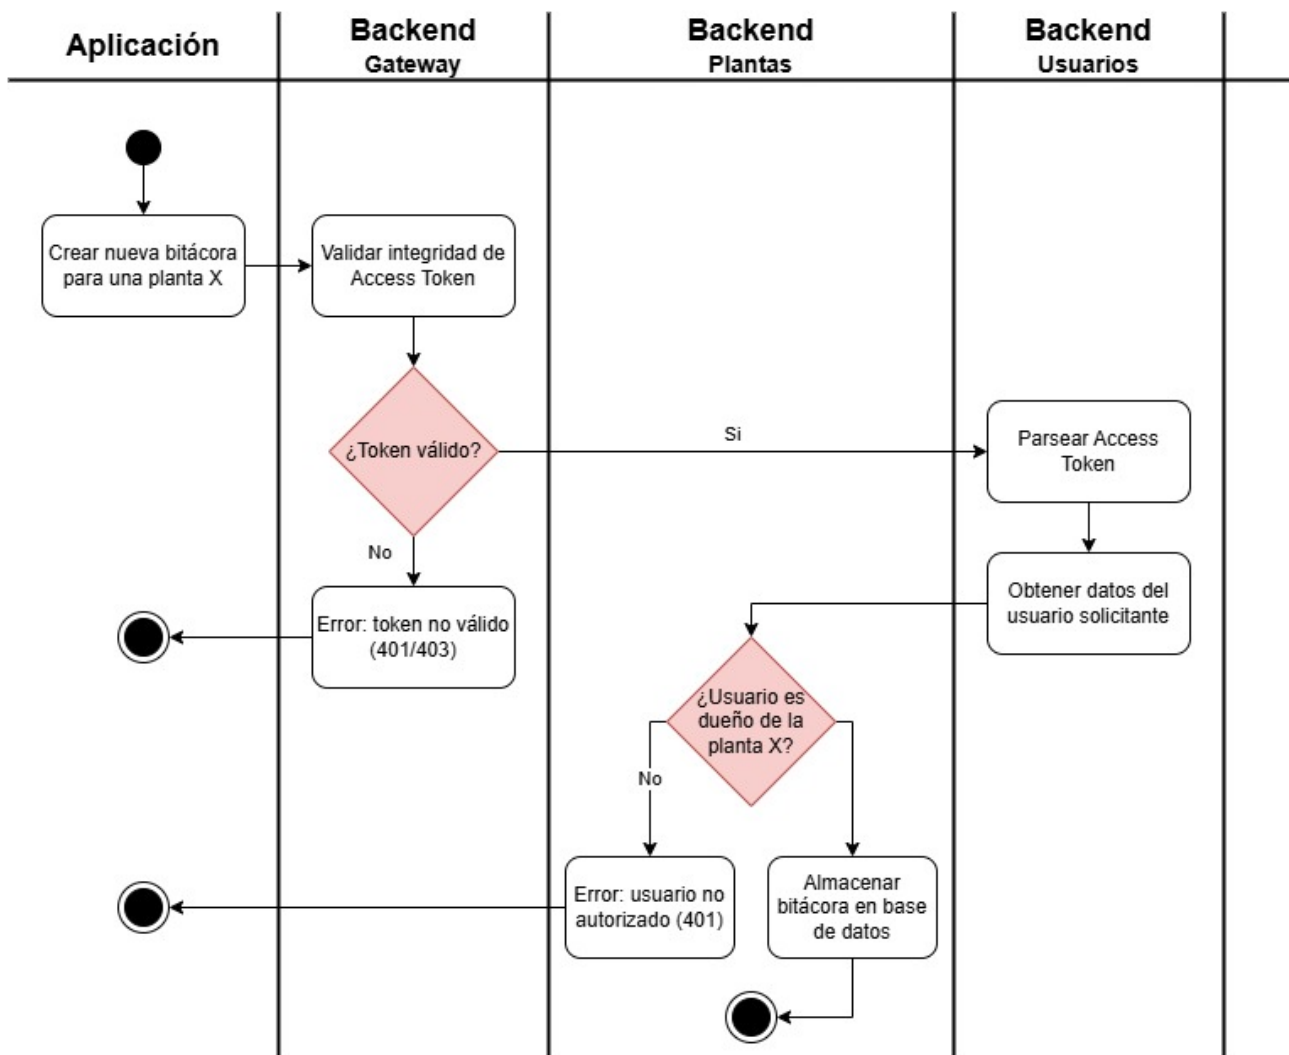 Aplicación
Backend
Gateway
Backend
Plantas
Backend
Usuarios
Crear nueva bitácora
para una planta X
Validar integridad de
Access Token
¿Token válido?
Si
Parsear Access
Token
No
Error: token no válido
(401/403)
Obtener datos del
usuario solicitante
¿Usuario es
dueño de la
planta X?
No
Error: usuario no
autorizado (401)
Almacenar
bitácora en base
de datos